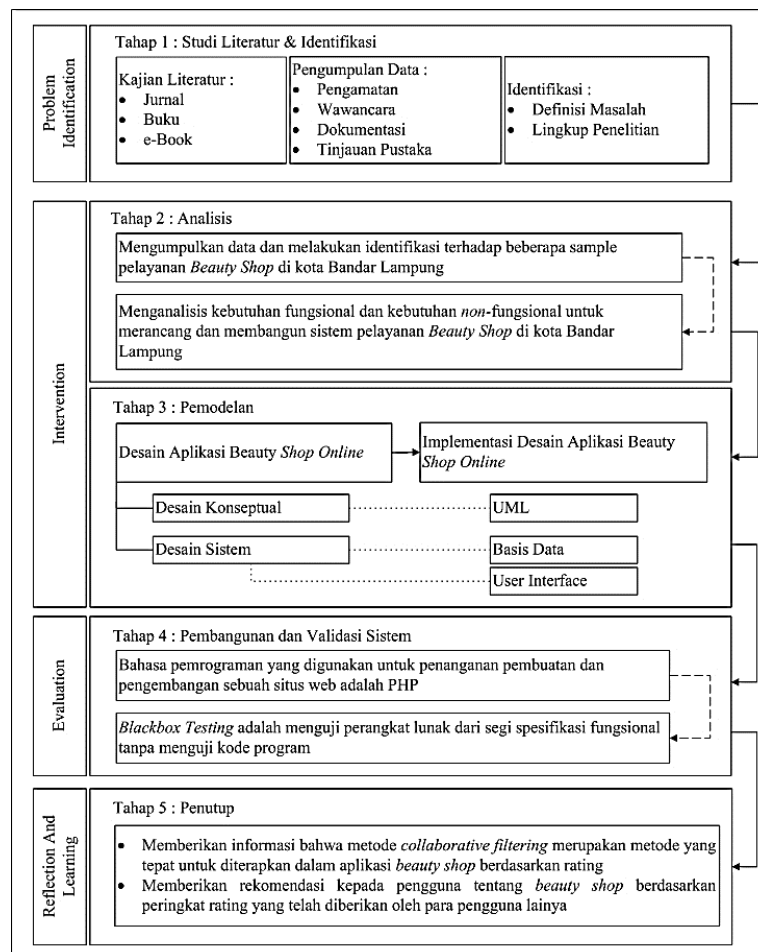 Problem
Identification
Tahap 1 : Studi Literatur & Identifikasi
Kajian Literatur :
• Jurnal
• Buku
• e-Book
Pengumpulan Data :
• Pengamatan
• Wawancara
• Dokumentasi
• Tinjauan Pustaka
Identifikasi :
• Definisi Masalah
• Lingkup Penelitian
Intervention
Tahap 2 : Analisis
Mengumpulkan data dan melakukan identifikasi terhadap beberapa sample
pelayanan Beauty Shop di kota Bandar Lampung
Menganalisis kebutuhan fungsional dan kebutuhan non-fungsional untuk
merancang dan membangun sistem pelayanan Beauty Shop di kota Bandar
Lampung
Tahap 3 : Pemodelan
Desain Aplikasi Beauty Shop Online
Implementasi Desain Aplikasi Beauty
Shop Online
Desain Konseptual
UML
Desain Sistem
Basis Data
User Interface
Evaluation
Tahap 4 : Pembangunan dan Validasi Sistem
Bahasa pemrograman yang digunakan untuk penanganan pembuatan dan
pengembangan sebuah situs web adalah PHP
Blackbox Testing adalah menguji perangkat lunak dari segi spesifikasi fungsional
tanpa menguji kode program
Reflection And
Learning
Tahap 5 : Penutup
• Memberikan informasi bahwa metode collaborative filtering merupakan metode yang
tepat untuk diterapkan dalam aplikasi beauty shop berdasarkan rating
• Memberikan rekomendasi kepada pengguna tentang beauty shop berdasarkan
peringkat rating yang telah diberikan oleh para pengguna lainya